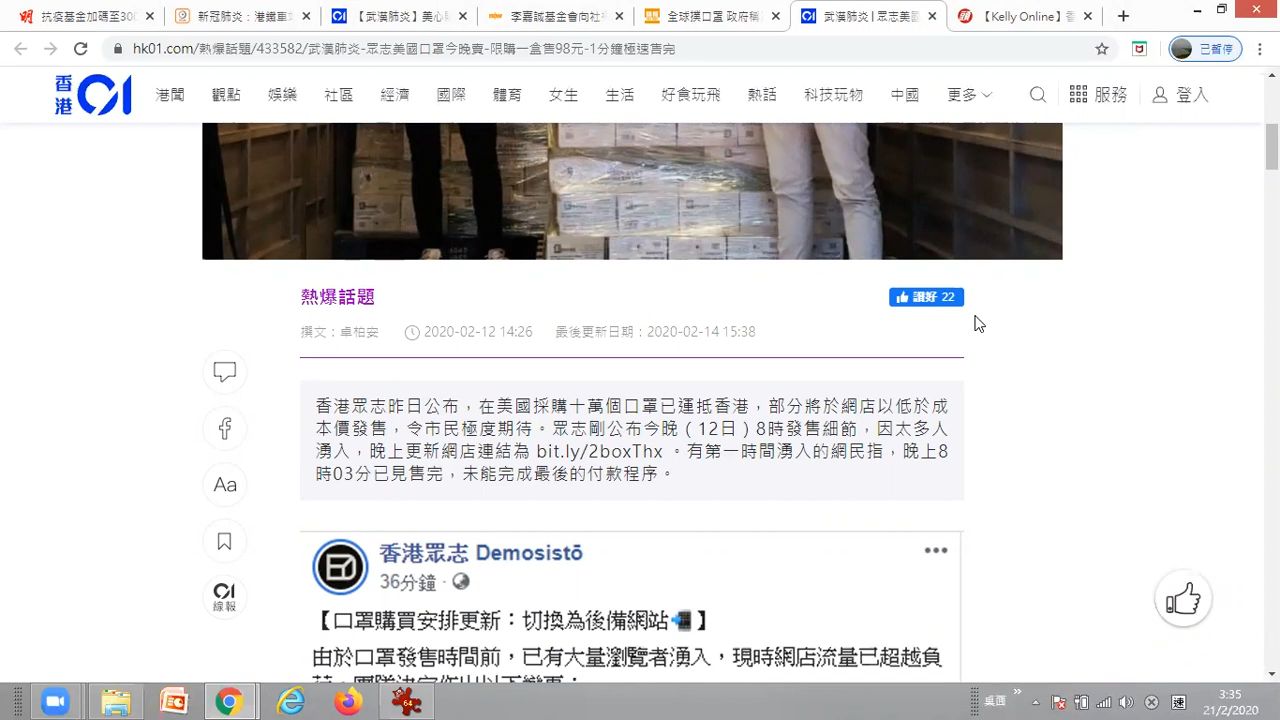 抗疫基金加碼至300
新冠肺炎：港鐵車
【武漢肺炎】美心
now 李嘉誠基金會向社
全球撲口罩 政府稱
武漢肺炎 | 眾志美國
【Kelly Online】
hk01.com/熱爆話題/433582/武漢肺炎-眾志美國口罩今晚賣-限購一盒售98元-1分鐘極速售完
已暫停
香港01 港聞 觀點 娛樂 社區 經濟 國際 體育 女生 生活 好食玩飛 熱話 科技玩物 中國 更多 服務 登入
熱爆話題
讚好 22
撰文：卓柏安 2020-02-12 14:26 最後更新日期：2020-02-14 15:38
香港眾志昨日公布，在美國採購十萬個口罩已運抵香港，部分將於網店以低於成
本價發售，令市民極度期待。眾志剛公布今晚（12日）8時發售細節，因太多人
湧入，晚上更新網店連結為 bit.ly/2boxThx 。有第一時間湧入的網民指，晚上8
時03分已見售完，未能完成最後的付款程序。
Aa
01
線報
香港眾志 Demosistō
36分鐘 ·
【口罩購買安排更新：切換為後備網站📲】
由於口罩發售時間前，已有大量瀏覽者湧入，現時網店流量已超越負
荷，團隊決定作出以下變更：
64
桌面
速
3:35
21/2/2020